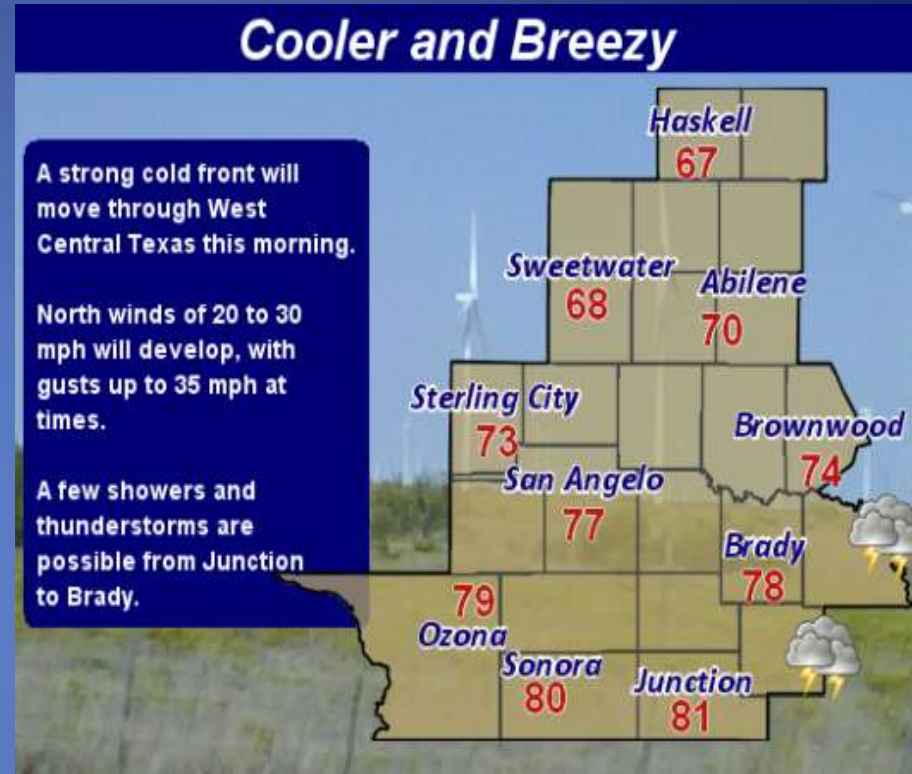 Cooler and Breezy
A strong cold front will
move through West
Central Texas this morning.
North winds of 20 to 30
mph will develop, with
gusts up to 35 mph at
times.
A few showers and
thunderstorms are
possible from Junction
to Brady.
Haskell
67
Sweetwater
68
Abilene
70
Sterling City
73
Brownwood
74
San Angelo
77
Brady
78
79
Ozona
Sonora
80
Junction
81